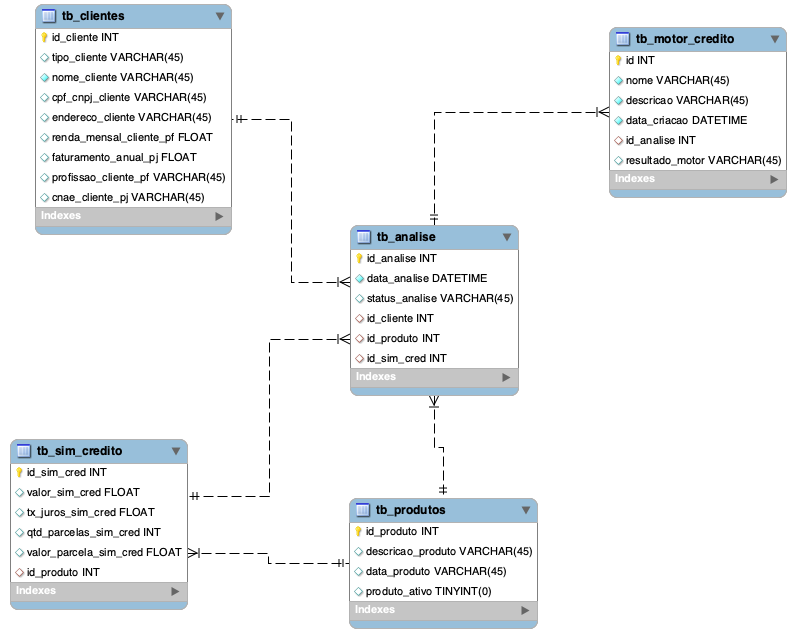 tb_clientes
id_cliente INT
tipo_cliente VARCHAR(45)
nome_cliente VARCHAR(45)
cpf_cnpj_cliente VARCHAR(45)
endereco_cliente VARCHAR(45)
renda_mensal_cliente_pf FLOAT
faturamento_anual_pj FLOAT
profissao_cliente_pf VARCHAR(45)
cnae_cliente_pj VARCHAR(45)
Indexes
tb_motor_credito
id INT
nome VARCHAR(45)
descricao VARCHAR(45)
data_criacao DATETIME
id_analise INT
resultado_motor VARCHAR(45)
Indexes
tb_analise
id_analise INT
data_analise DATETIME
status_analise VARCHAR(45)
id_cliente INT
id_produto INT
id_sim_cred INT
Indexes
tb_sim_credito
id_sim_cred INT
valor_sim_cred FLOAT
tx_juros_sim_cred FLOAT
qtd_parcelas_sim_cred INT
valor_parcela_sim_cred FLOAT
id_produto INT
Indexes
tb_produtos
id_produto INT
descricao_produto VARCHAR(45)
data_produto VARCHAR(45)
produto_ativo TINYINT(0)
Indexes